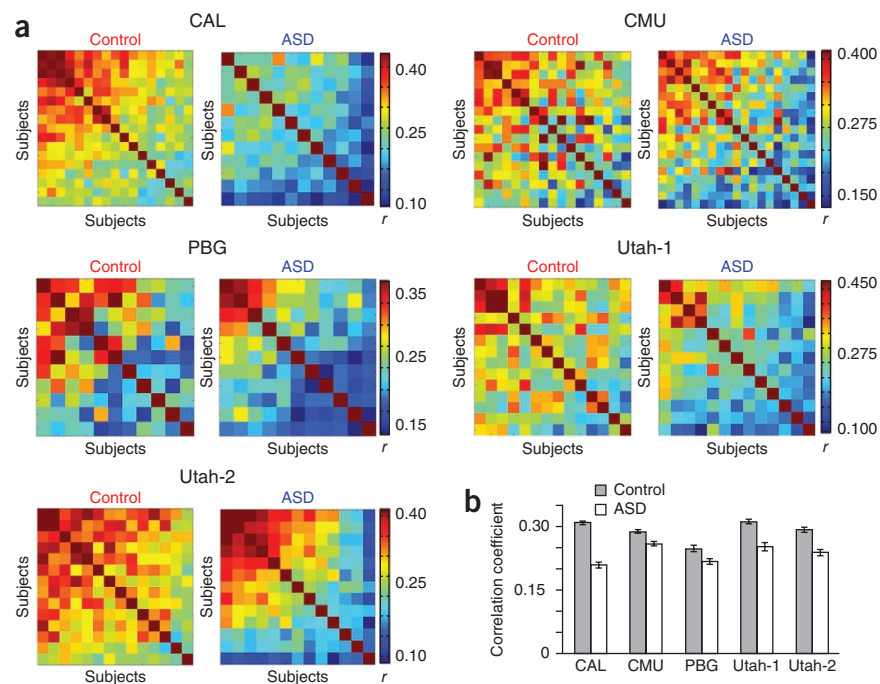 a
CAL
Control ASD
Subjects
Subjects Subjects
0.40
0.25
0.10
r
CMU
Control ASD
Subjects
Subjects Subjects
0.400
0.275
0.150
r
PBG
Control ASD
Subjects
Subjects
Subjects Subjects
0.35
0.25
0.15
r
Utah-1
Control ASD
Subjects
Subjects Subjects
0.450
0.275
0.100
r
Utah-2
Control ASD
Subjects
Subjects
Subjects Subjects
0.40
0.25
0.10
r
b
Control
ASD
Correlation coefficient
0.30
0.15
0
CAL CMU PBG Utah-1 Utah-2